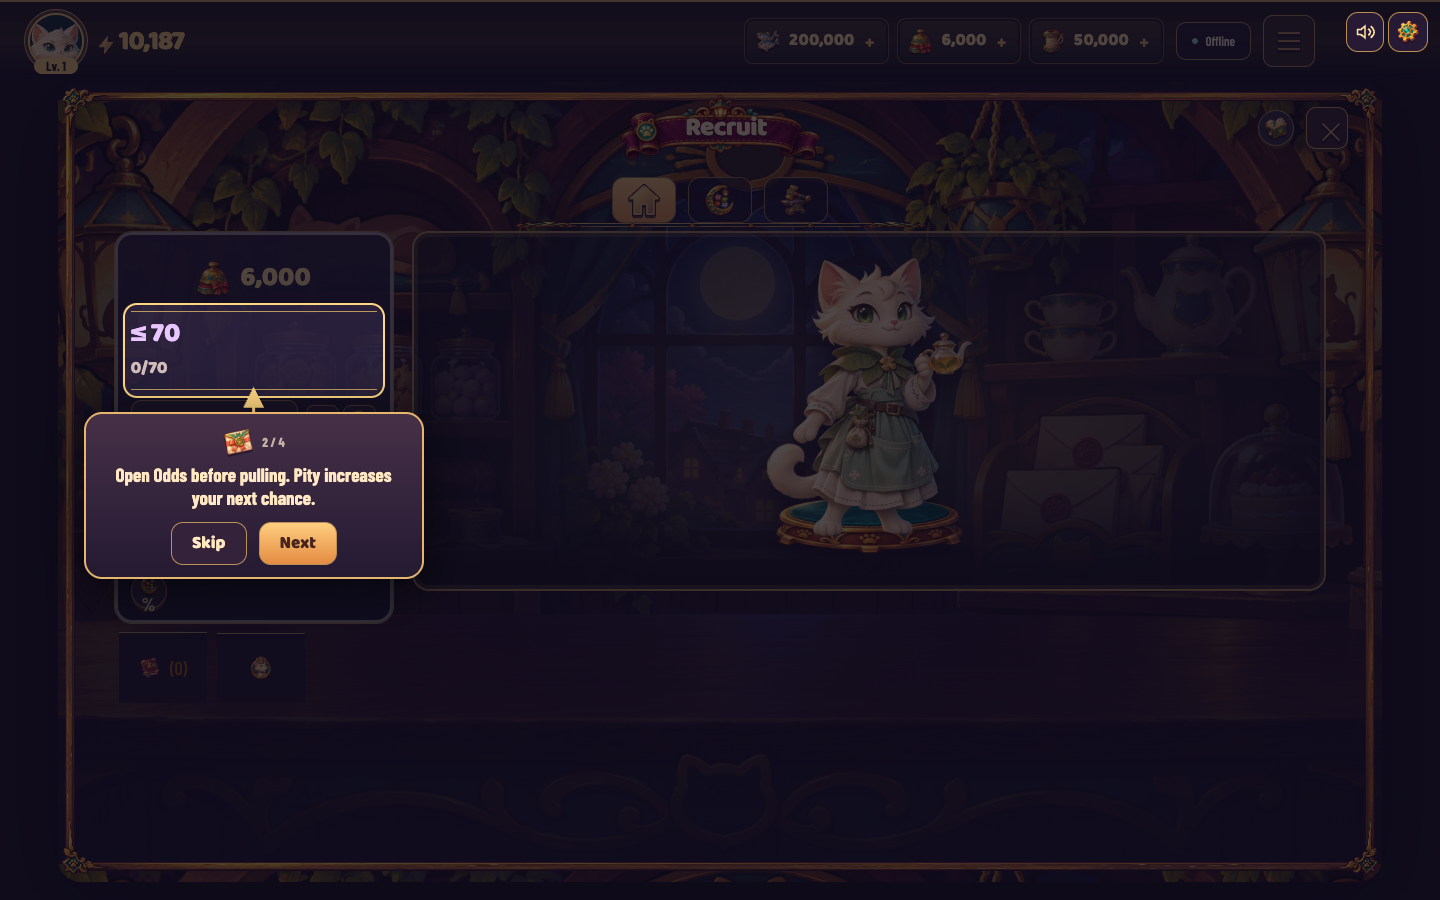 10,187
200,000 +
6,000 +
50,000 +
Offline
Lv. 1
Recruit
6,000
≤ 70
0/70
2 / 4
Open Odds before pulling. Pity increases
your next chance.
Skip
Next
%
(0)